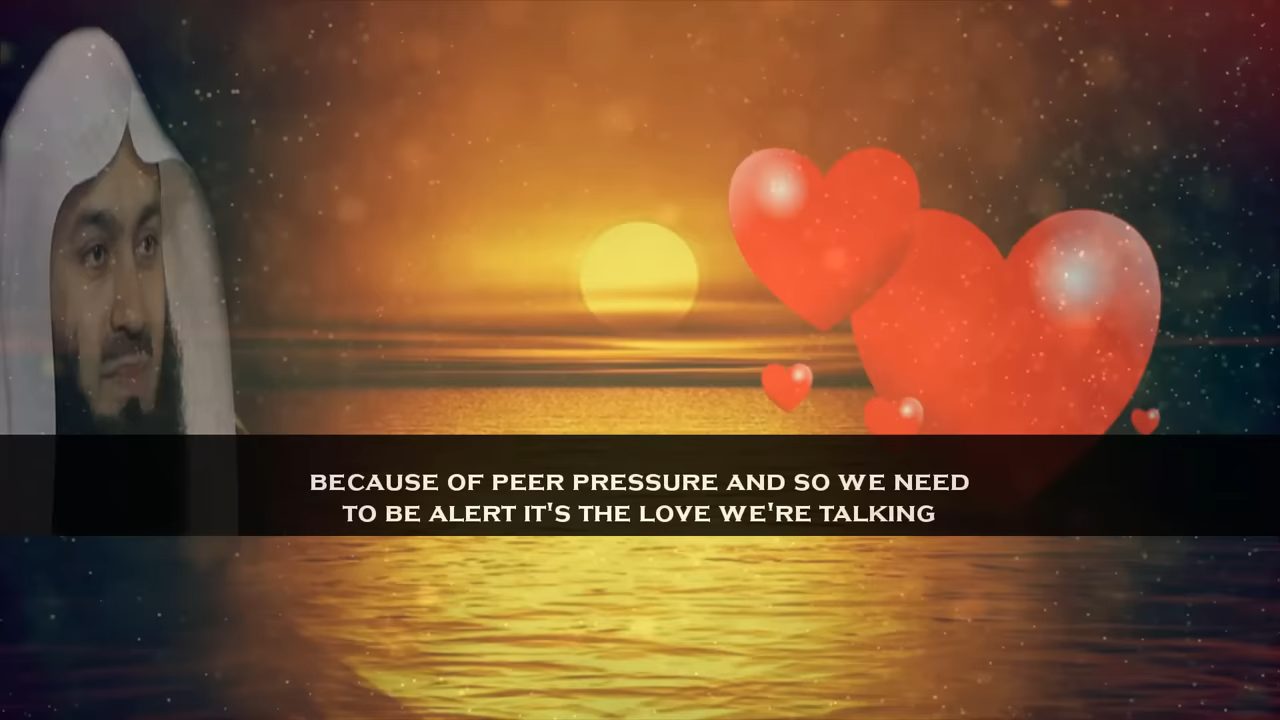 BECAUSE OF PEER PRESSURE AND SO WE NEED
TO BE ALERT IT'S THE LOVE WE'RE TALKING